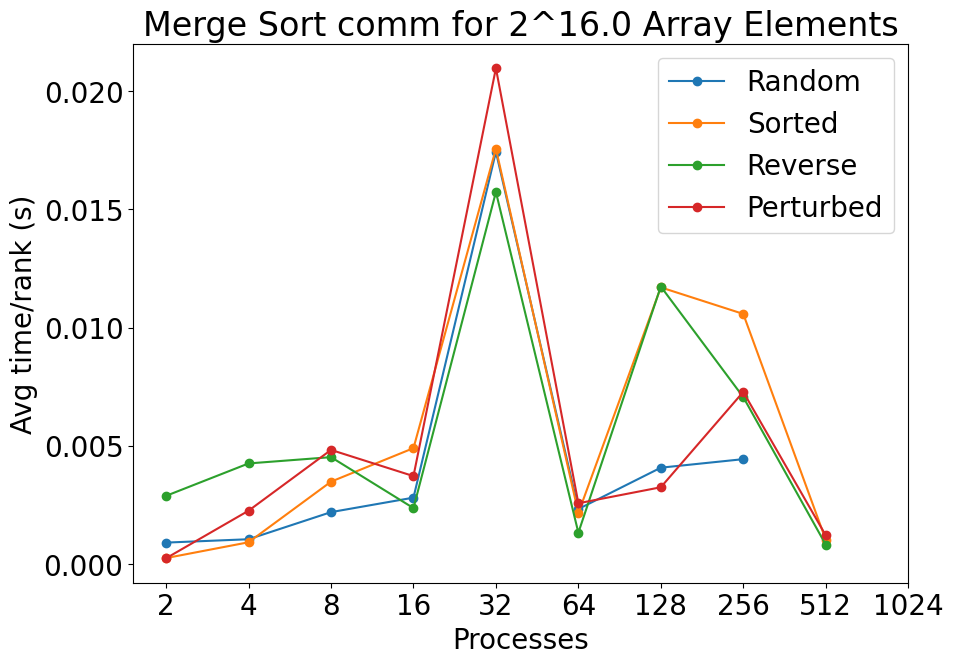 Merge Sort comm for 2^16.0 Array Elements
Avg time/rank (s)
0.020
0.015
0.010
0.005
0.000
Random
Sorted
Reverse
Perturbed
2 4 8 16 32 64 128 256 512 1024
Processes